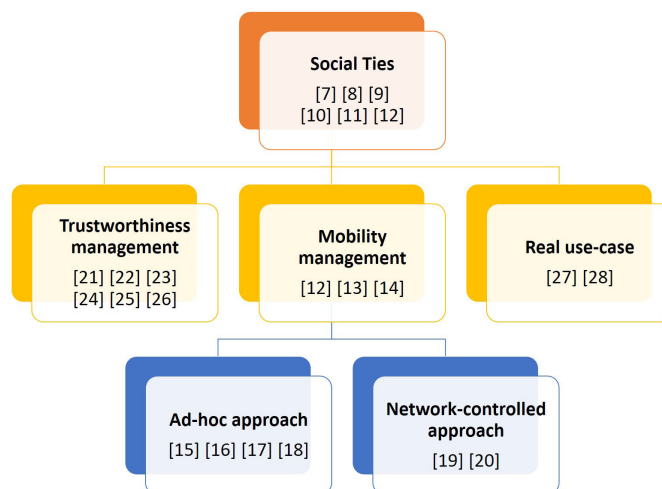 Social Ties
[7] [8] [9]
[10] [11] [12]
Trustworthiness
management
[21] [22] [23]
[24] [25] [26]
Mobility
management
[12] [13] [14]
Real use-case
[27] [28]
Ad-hoc approach
[15] [16] [17] [18]
Network-controlled
approach
[19] [20]